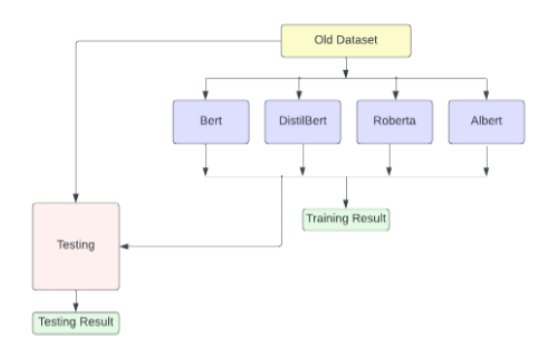 Old Dataset
Bert
DistilBert
Roberta
Albert
Training Result
Testing
Testing Result